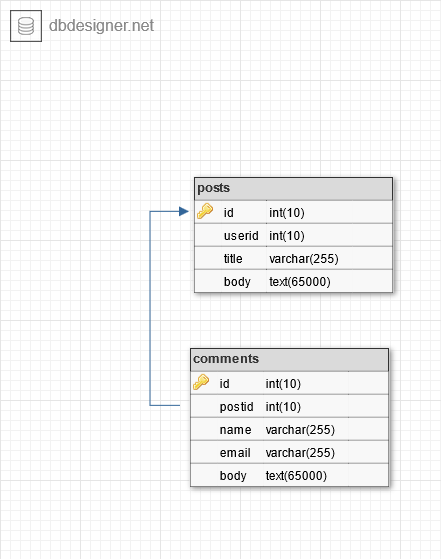 dbdesigner.net
posts
id int(10)
userid int(10)
title varchar(255)
body text(65000)
comments
id int(10)
postid int(10)
name varchar(255)
email varchar(255)
body text(65000)